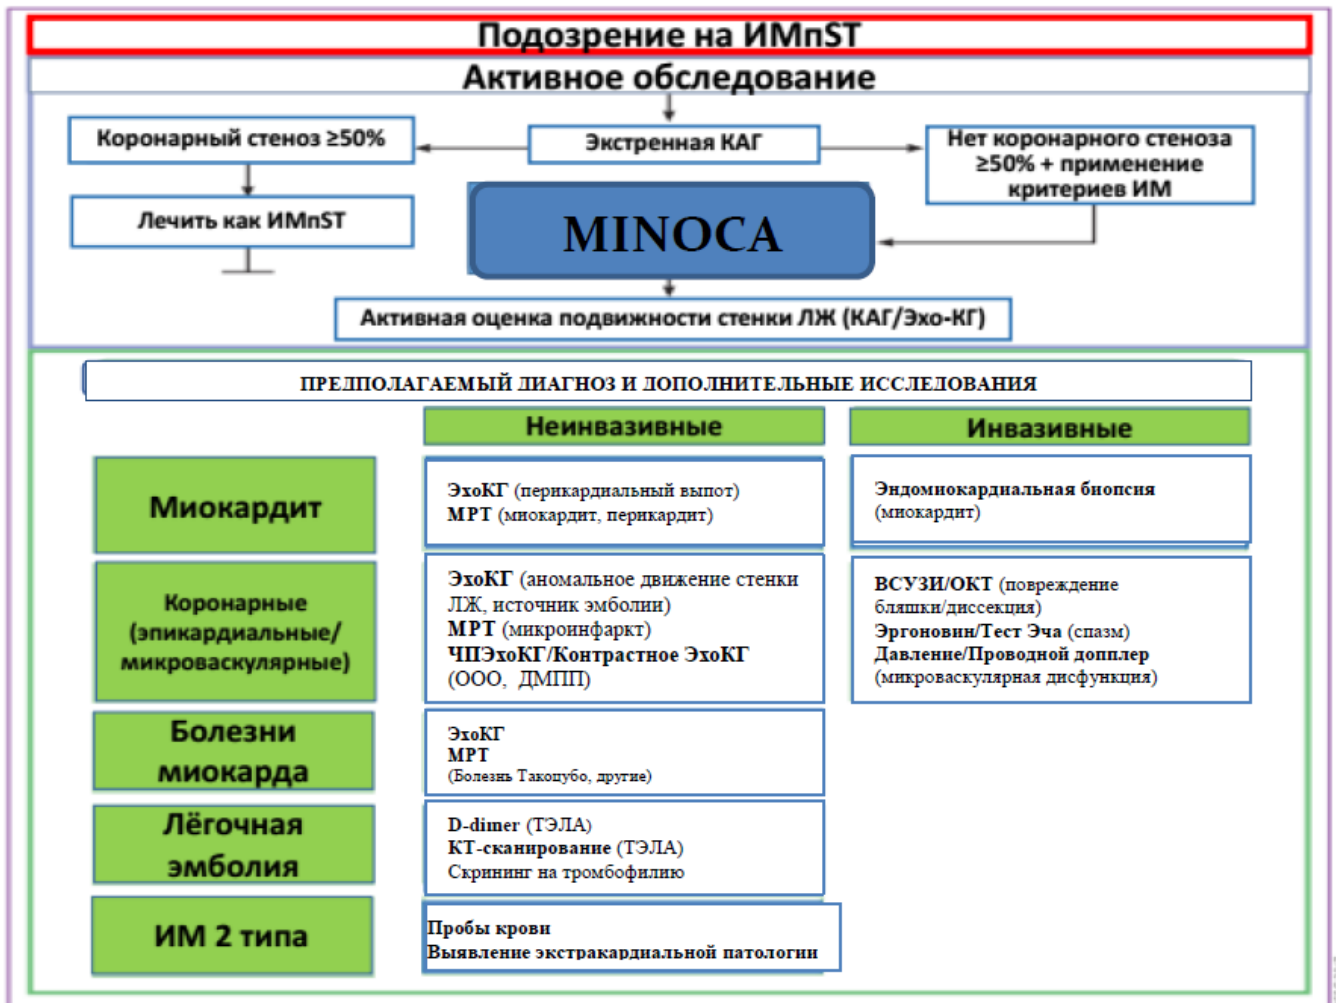 Подозрение на ИМпST
Активное обследование
Коронарный стеноз ≥50%
Экстренная КАГ
Нет коронарного стеноза
≥50% + применение
критериев ИМ
Лечить как ИМпST
MINOCA
Активная оценка подвижности стенки ЛЖ (КАГ/Эхо-КГ)
ПРЕДПОЛАГАЕМЫЙ ДИАГНОЗ И ДОПОЛНИТЕЛЬНЫЕ ИССЛЕДОВАНИЯ
Неинвазивные
Инвазивные
Миокардит
ЭхоКГ (перикардиальный выпот)
МРТ (миокардит, перикардит)
Эндомиокардиальная биопсия
(миокардит)
Коронарные
(эпикардиальные/
микроваскулярные)
ЭхоКГ (аномальное движение стенки
ЛЖ, источник эмболии)
МРТ (микроинфаркт)
ЧПЭхоКГ/Контрастное ЭхоКГ
(ООО, ДМПП)
ВСУЗИ/ОКТ (повреждение
бляшки/диссекция)
Эргоновин/Тест Эча (спазм)
Давление/Проводной допплер
(микроваскулярная дисфункция)
Болезни
миокарда
ЭхоКГ
МРТ
(Болезнь Такоцубо, другие)
Лёгочная
эмболия
D-dimer (ТЭЛА)
КТ-сканирование (ТЭЛА)
Скрининг на тромбофилию
ИМ 2 типа
Пробы крови
Выявление экстракардиальной патологии